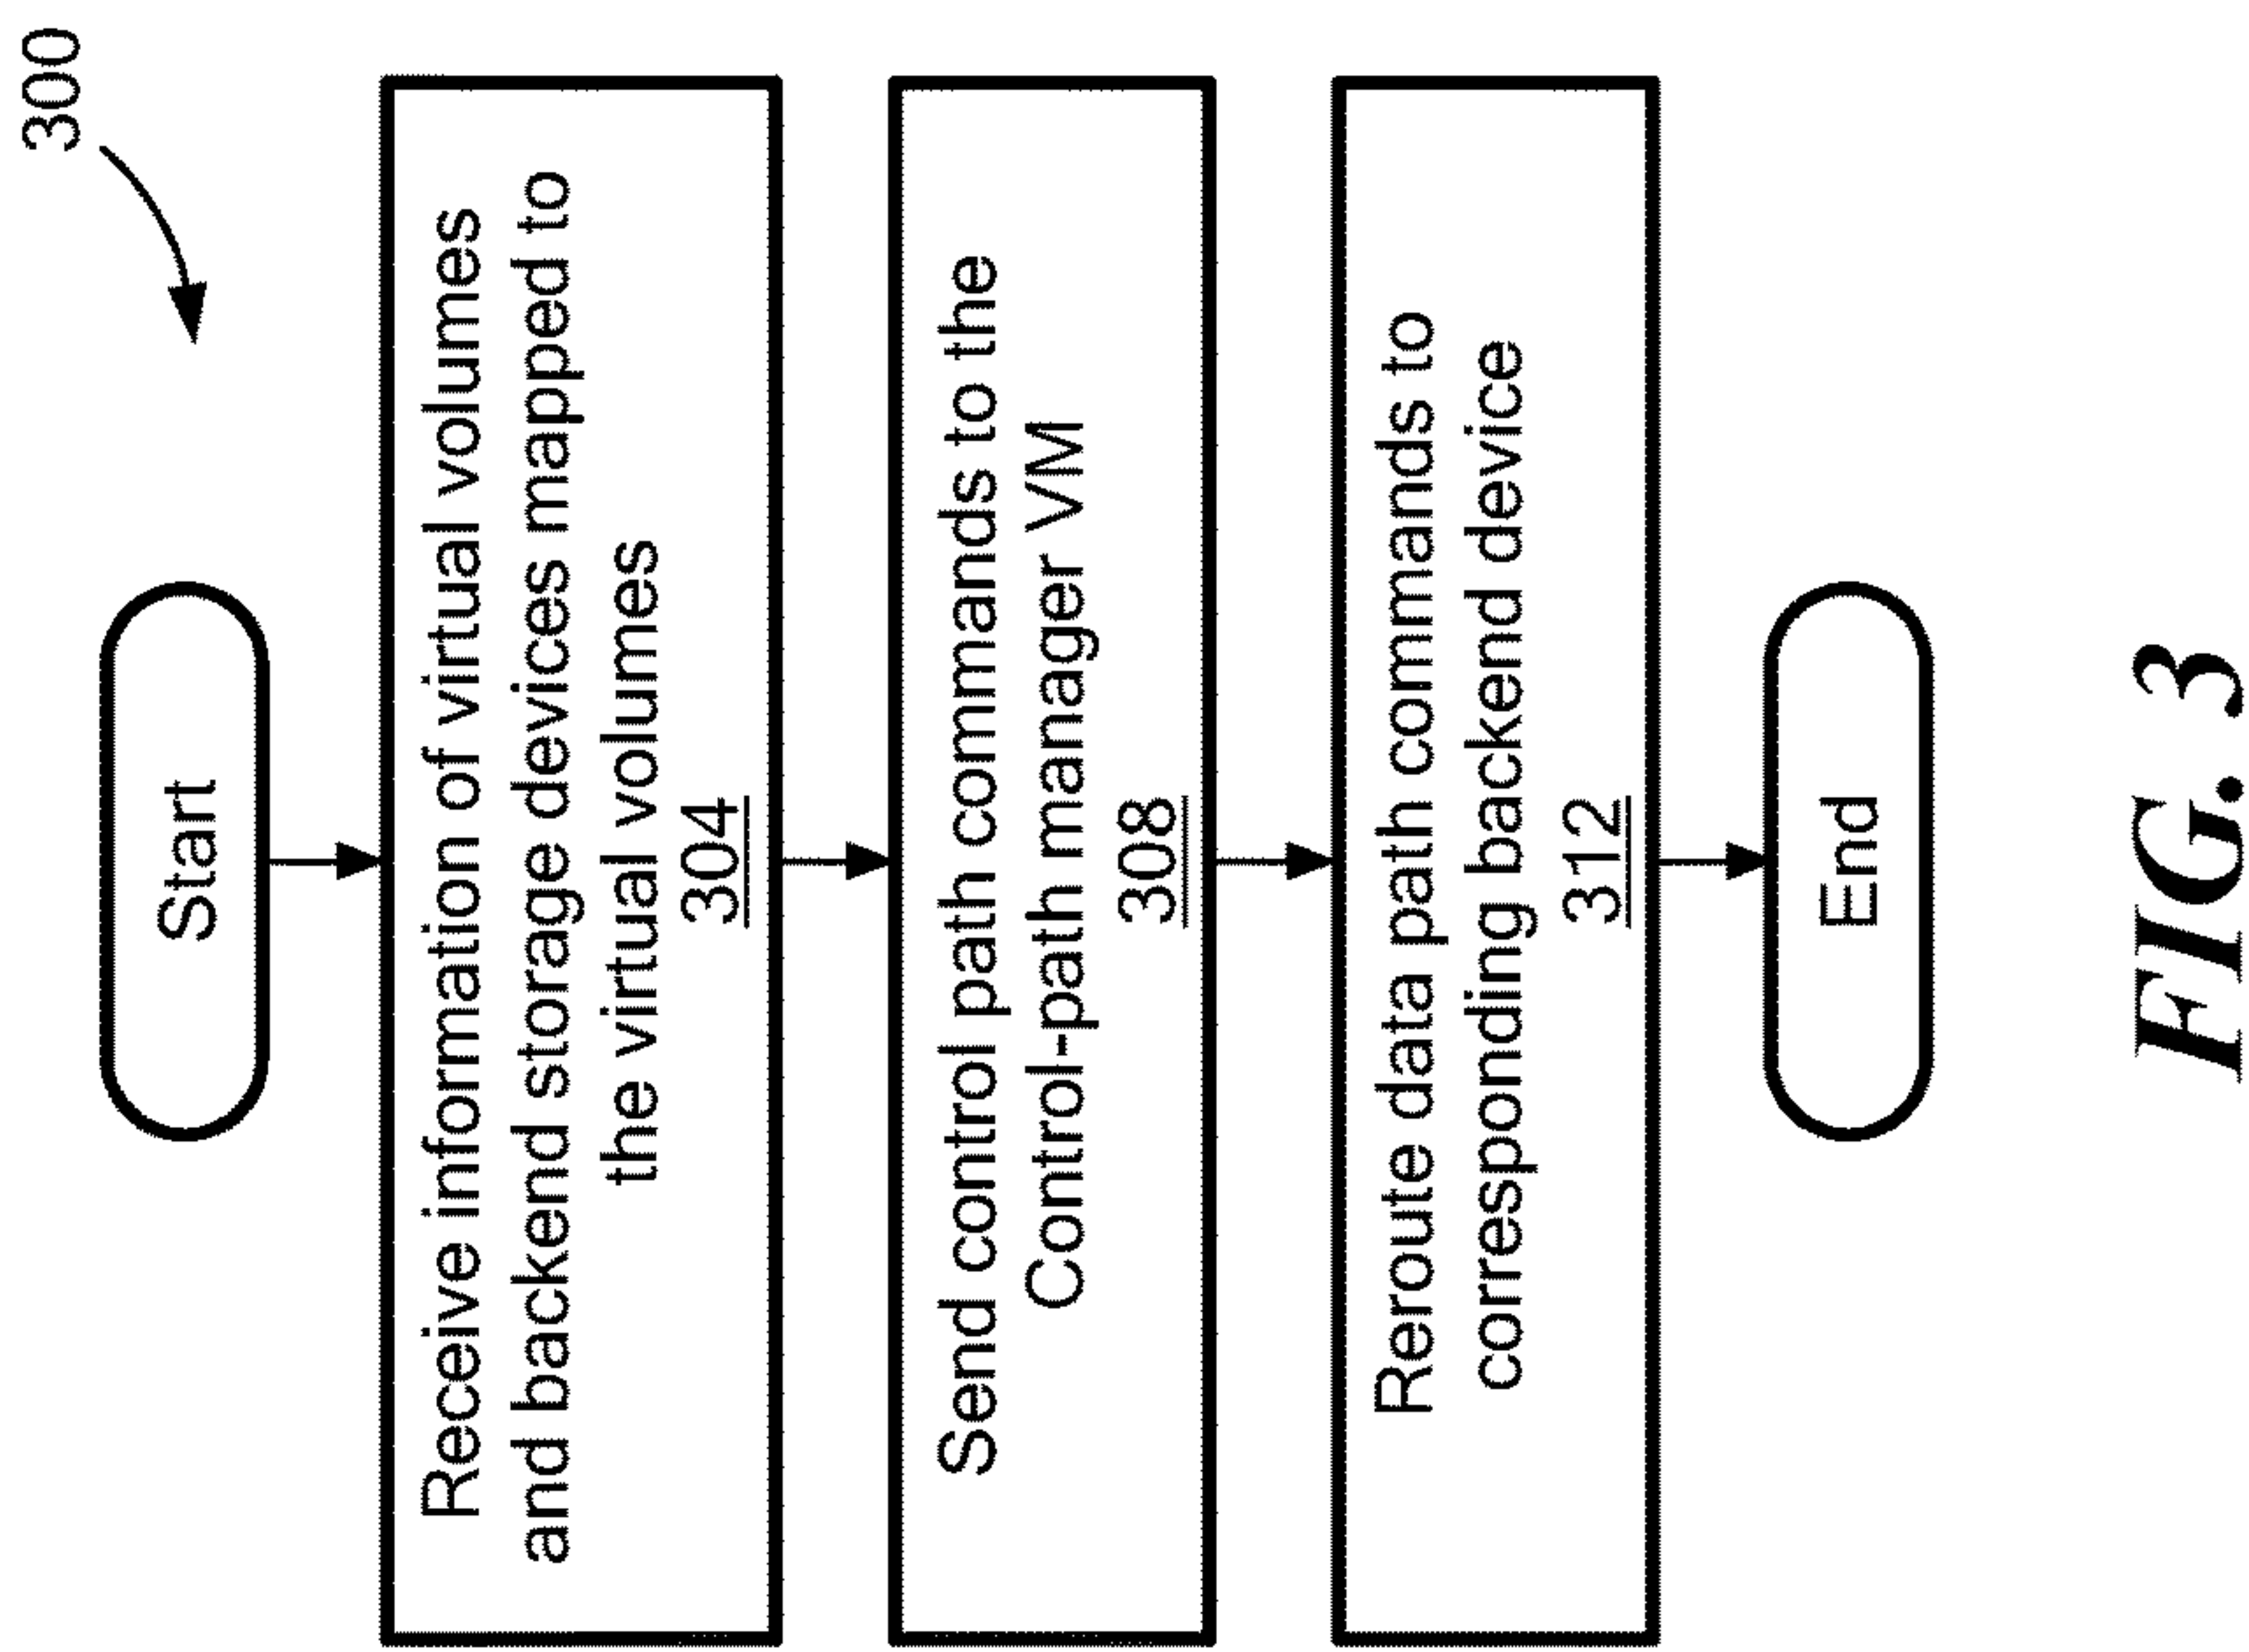 300
Start
Receive information of virtual volumes
and backend storage devices mapped to
the virtual volumes
304
Send control path commands to the
Control-path manager VM
308
Reroute data path commands to
corresponding backend device
312
End
FIG. 3